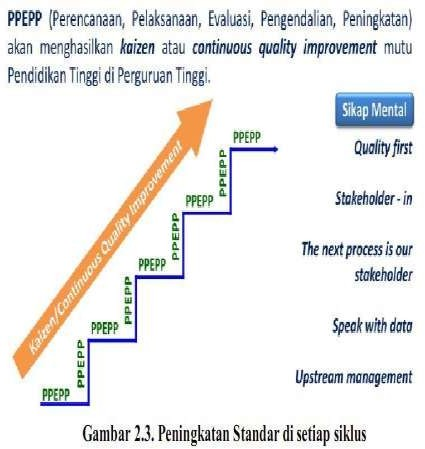 PPEPP (Perencanaan, Pelaksanaan, Evaluasi, Pengendalian, Peningkatan)
akan menghasilkan kaizen atau continuous quality improvement mutu
Pendidikan Tinggi di Perguruan Tinggi.
Sikap Mental
Quality first
Stakeholder - in
The next process is our
stakeholder
Speak with data
Upstream management
Kaizen/Continuous Quality Improvement
PPEPP
PPEPP
PPEPP
PPEPP
PPEPP
PPEPP
PPEPP
PPEPP
PPEPP
Gambar 2.3. Peningkatan Standar di setiap siklus